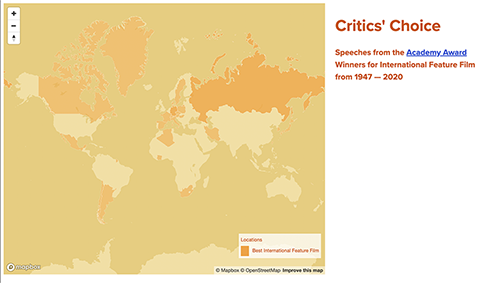 Critics' Choice
Speeches from the Academy Award
Winners for International Feature Film
from 1947 — 2020
Locations
Best International Feature Film
mapbox
© Mapbox © OpenStreetMap Improve this map